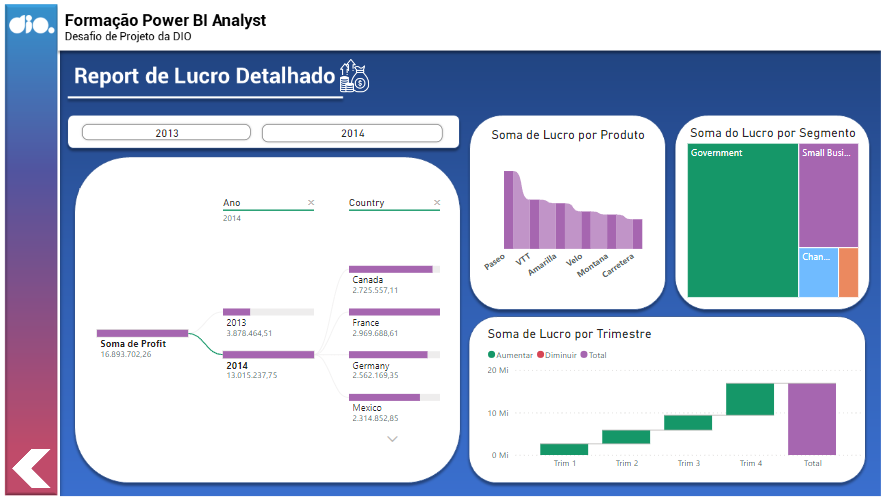 dio.
Formação Power BI Analyst
Desafio de Projeto da DIO
Report de Lucro Detalhado
2013
2014
Ano
2014
Country
Soma de Profit
16.893.702,26
2013
3.878.464,51
2014
13.015.237,75
Canada
2.725.557,11
France
2.969.688,61
Germany
2.562.169,35
Mexico
2.314.852,85
Soma de Lucro por Produto
Paseo
VTT
Amarilla
Velo
Montana
Carretera
Soma do Lucro por Segmento
Government
Small Busi...
Chan...
Soma de Lucro por Trimestre
Aumentar Diminuir Total
20 Mi
10 Mi
0 Mi
Trim 1 Trim 2 Trim 3 Trim 4 Total